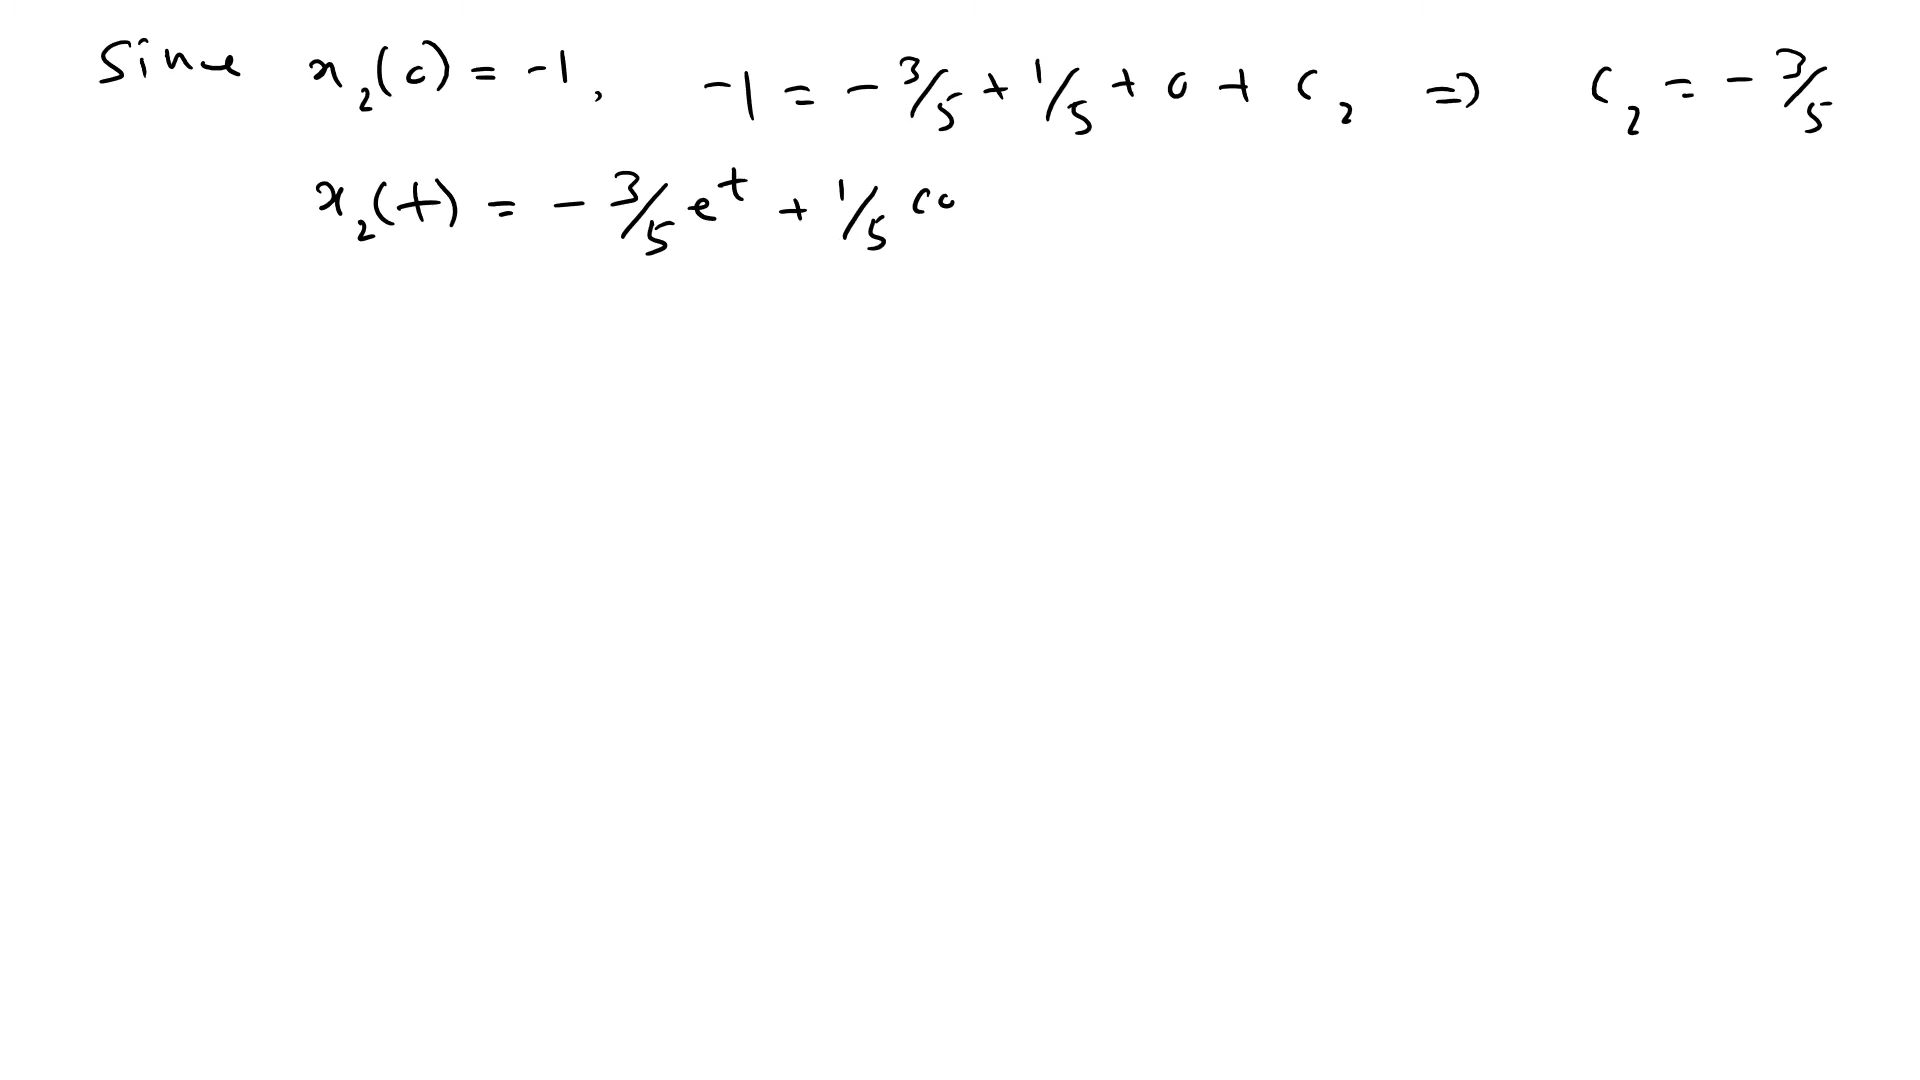 Since x₂(0) = -1, -1 = -3/5 + 1/5 + 0 + C₂ => C₂ = -3/5
x₂(t) = -3/5 e^t + 1/5 co